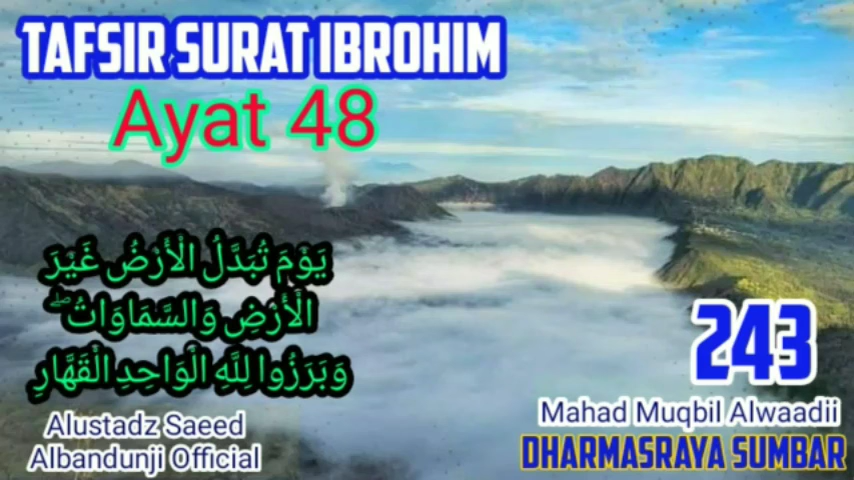 TAFSIR SURAT IBROHIM
Ayat 48
يَوْمَ تُبَدَّلُ الْأَرْضُ غَيْرَ
الْأَرْضِ وَالسَّمَاوَاتُ ۖ
وَبَرَزُوا لِلَّهِ الْوَاحِدِ الْقَهَّارِ
243
Alustadz Saeed
Albandunji Official
Mahad Muqbil Alwaadii
DHARMASRAYA SUMBAR